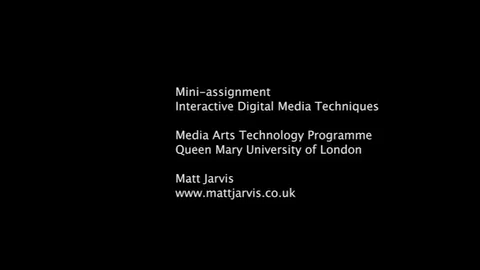 Mini-assignment
Interactive Digital Media Techniques
Media Arts Technology Programme
Queen Mary University of London
Matt Jarvis
www.mattjarvis.co.uk